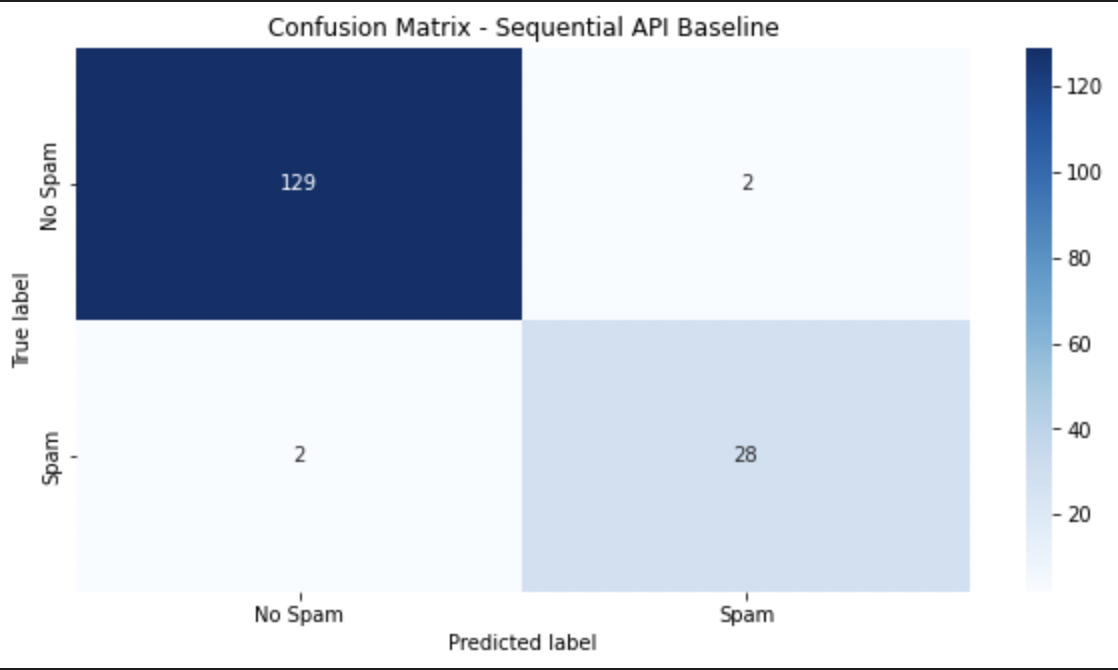 Confusion Matrix - Sequential API Baseline
120
No Spam
129
2
100
80
True label
60
40
Spam
2
28
20
No Spam
Spam
Predicted label